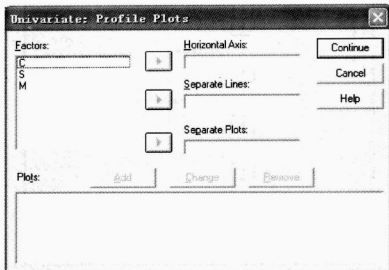 Univariate: Profile Plots
Factors:
C
S
M
Horizontal Axis:
Separate Lines:
Separate Plots:
Continue
Cancel
Help
Plots:
Add
Change
Remove